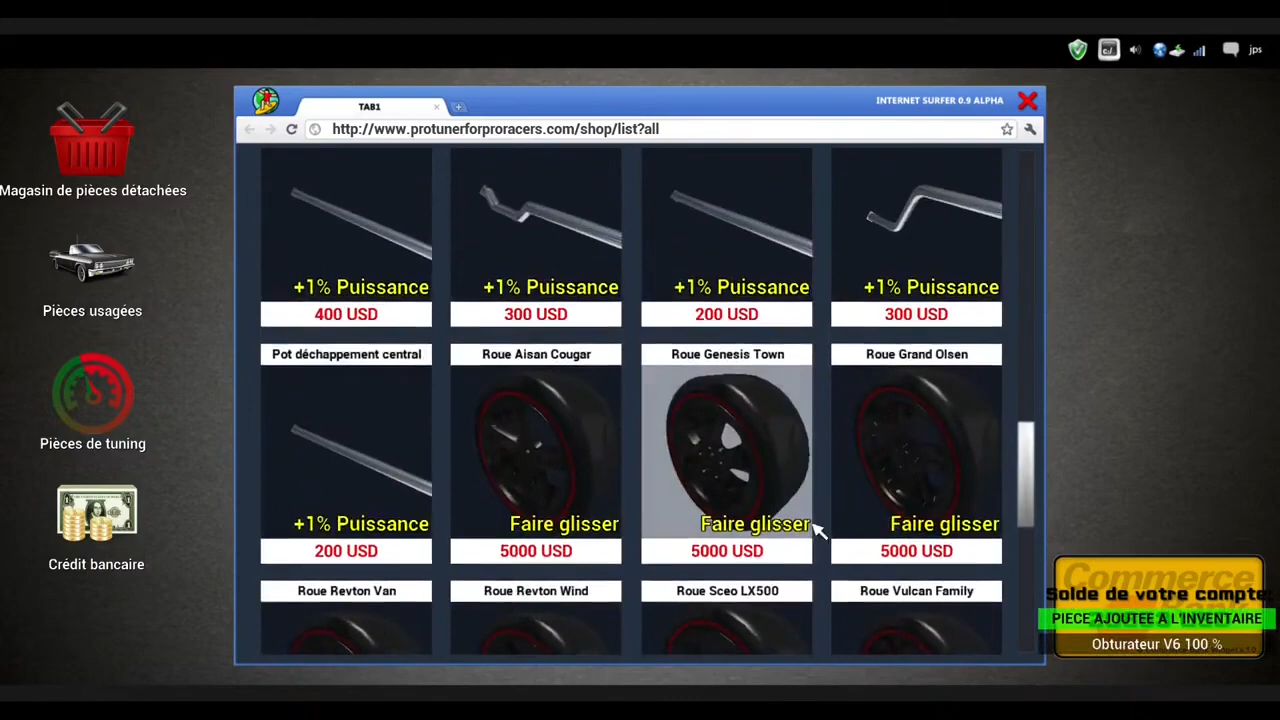 jps
TAB1
INTERNET SURFER 0.9 ALPHA
http://www.protunerforproracers.com/shop/list?all
Magasin de pièces détachées
Pièces usagées
Pièces de tuning
Crédit bancaire
+1% Puissance +1% Puissance +1% Puissance +1% Puissance
400 USD 300 USD 200 USD 300 USD
Pot déchappement central Roue Aisan Cougar Roue Genesis Town Roue Grand Olsen
+1% Puissance Faire glisser Faire glisser Faire glisser
200 USD 5000 USD 5000 USD 5000 USD
Roue Revton Van Roue Revton Wind Roue Sceo LX500 Roue Vulcan Family
Commerce
Solde de votre compte:
PIECE AJOUTEE A L'INVENTAIRE
Obturateur V6 100 %